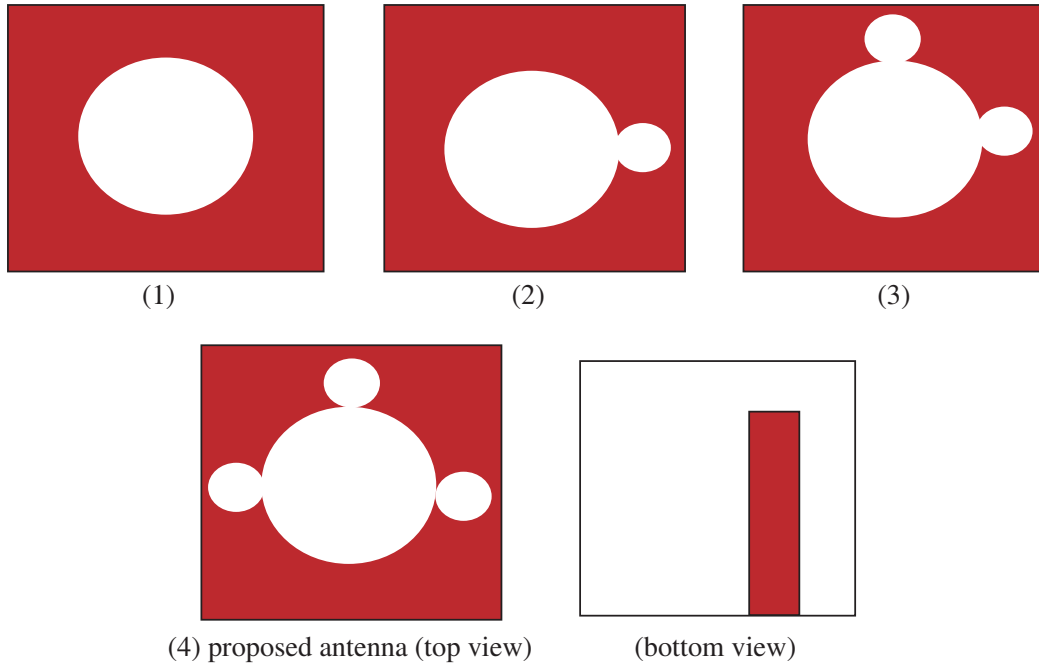 (1)
(2)
(3)
(4) proposed antenna (top view)
(bottom view)